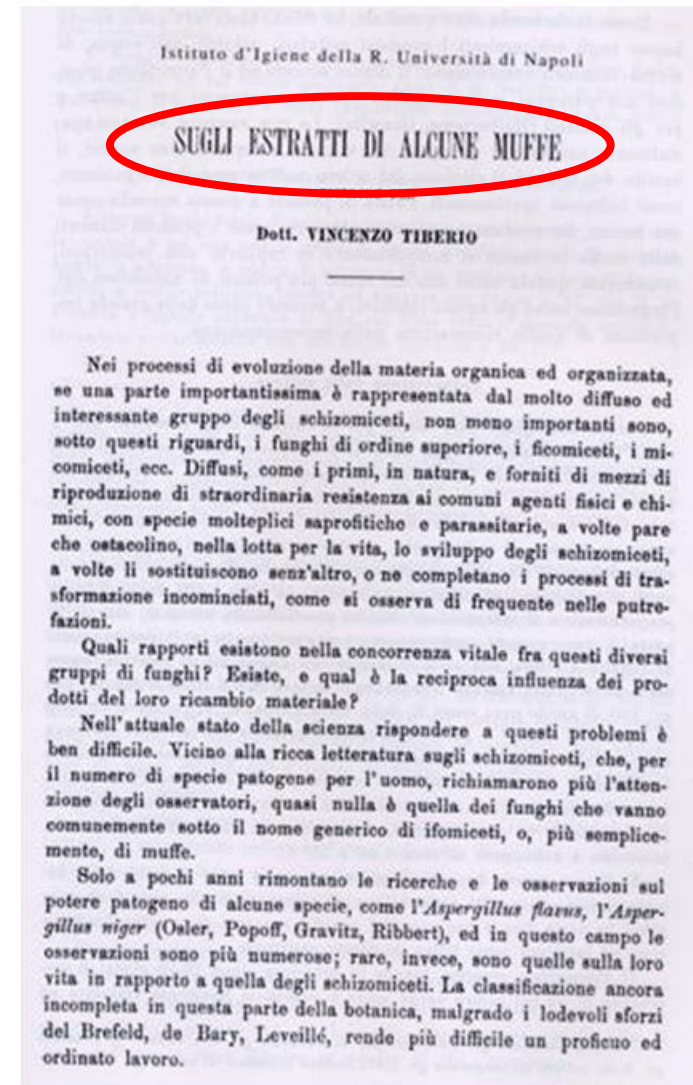 Istituto d'Igiene della R. Università di Napoli
SUGLI ESTRATTI DI ALCUNE MUFFE
Dott. VINCENZO TIBERIO
Nei processi di evoluzione della materia organica ed organizzata,
se una parte importantissima è rappresentata dal molto diffuso ed
interessante gruppo degli schizomiceti, non meno importanti sono,
sotto questi riguardi, i funghi di ordine superiore, i ficomiceti, i mi-
comiceti, ecc. Diffusi, come i primi, in natura, e forniti di mezzi di
riproduzione di straordinaria resistenza ai comuni agenti fisici e chi-
mici, con specie molteplici saprofitiche e parassitarie, a volte pare
che ostacolino, nella lotta per la vita, lo sviluppo degli schizomiceti,
a volte li sostituiscono senz'altro, o ne completano i processi di tra-
sformazione incominciati, come si osserva di frequente nelle putre-
fazioni.
Quali rapporti esistono nella concorrenza vitale fra questi diversi
gruppi di funghi? Esiste, e qual è la reciproca influenza dei pro-
dotti del loro ricambio materiale?
Nell'attuale stato della scienza rispondere a questi problemi è
ben difficile. Vicino alla ricca letteratura sugli schizomiceti, che, per
il numero di specie patogene per l'uomo, richiamarono più l'atten-
zione degli osservatori, quasi nulla è quella dei funghi che vanno
comunemente sotto il nome generico di ifomiceti, o, più semplice-
mente, di muffe.
Solo a pochi anni rimontano le ricerche e le osservazioni sul
potere patogeno di alcune specie, come l'Aspergillus flavus, l'Asper-
gillus niger (Osler, Popoff, Gravitz, Ribbert), ed in questo campo le
osservazioni sono più numerose; rare, invece, sono quelle sulla loro
vita in rapporto a quella degli schizomiceti. La classificazione ancora
incompleta in questa parte della botanica, malgrado i lodevoli sforzi
del Brefeld, de Bary, Leveillé, rende più difficile un proficuo ed
ordinato lavoro.